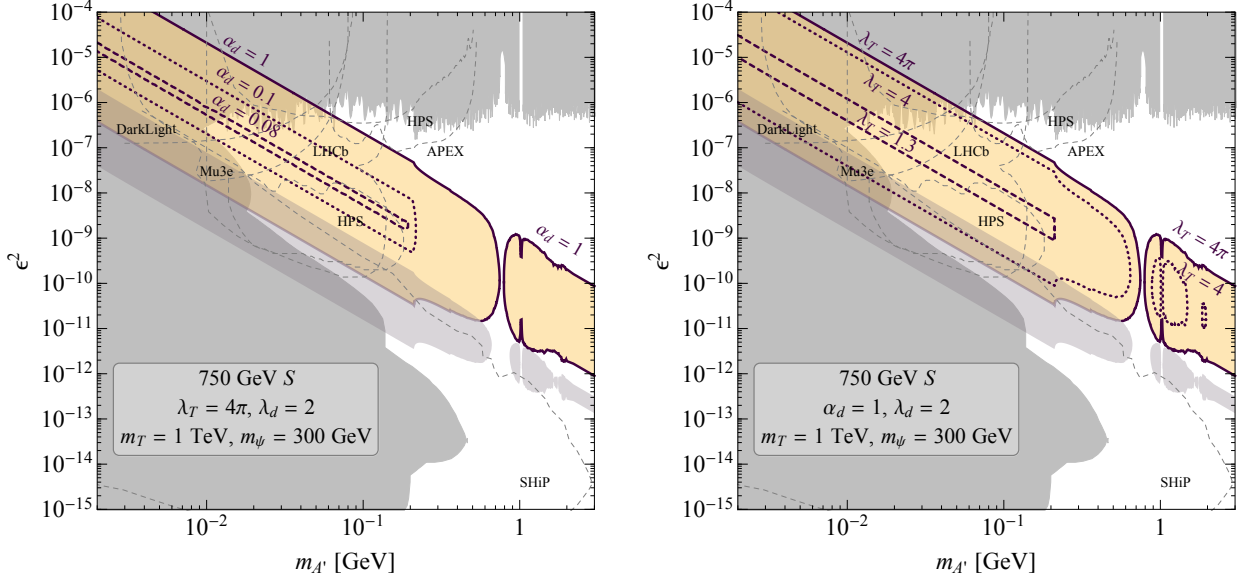 10⁻⁴
10⁻⁵
10⁻⁶
10⁻⁷
10⁻⁸
10⁻⁹
10⁻¹⁰
10⁻¹¹
10⁻¹²
10⁻¹³
10⁻¹⁴
10⁻¹⁵
ϵ²
α_d = 1
α_d = 0.1
α_d = 0.08
HPS
DarkLight
LHCb
APEX
Mu3e
HPS
α_d = 1
750 GeV S
λ_T = 4π, λ_d = 2
m_T = 1 TeV, m_ψ = 300 GeV
SHiP
10⁻² 10⁻¹ 1
m_A' [GeV]
10⁻⁴
10⁻⁵
10⁻⁶
10⁻⁷
10⁻⁸
10⁻⁹
10⁻¹⁰
10⁻¹¹
10⁻¹²
10⁻¹³
10⁻¹⁴
10⁻¹⁵
ϵ²
λ_T = 4π
λ_T = 4
λ_T = 1.3
HPS
DarkLight
LHCb
APEX
Mu3e
HPS
λ_T = 4π
λ_T = 4
750 GeV S
α_d = 1, λ_d = 2
m_T = 1 TeV, m_ψ = 300 GeV
SHiP
10⁻² 10⁻¹ 1
m_A' [GeV]